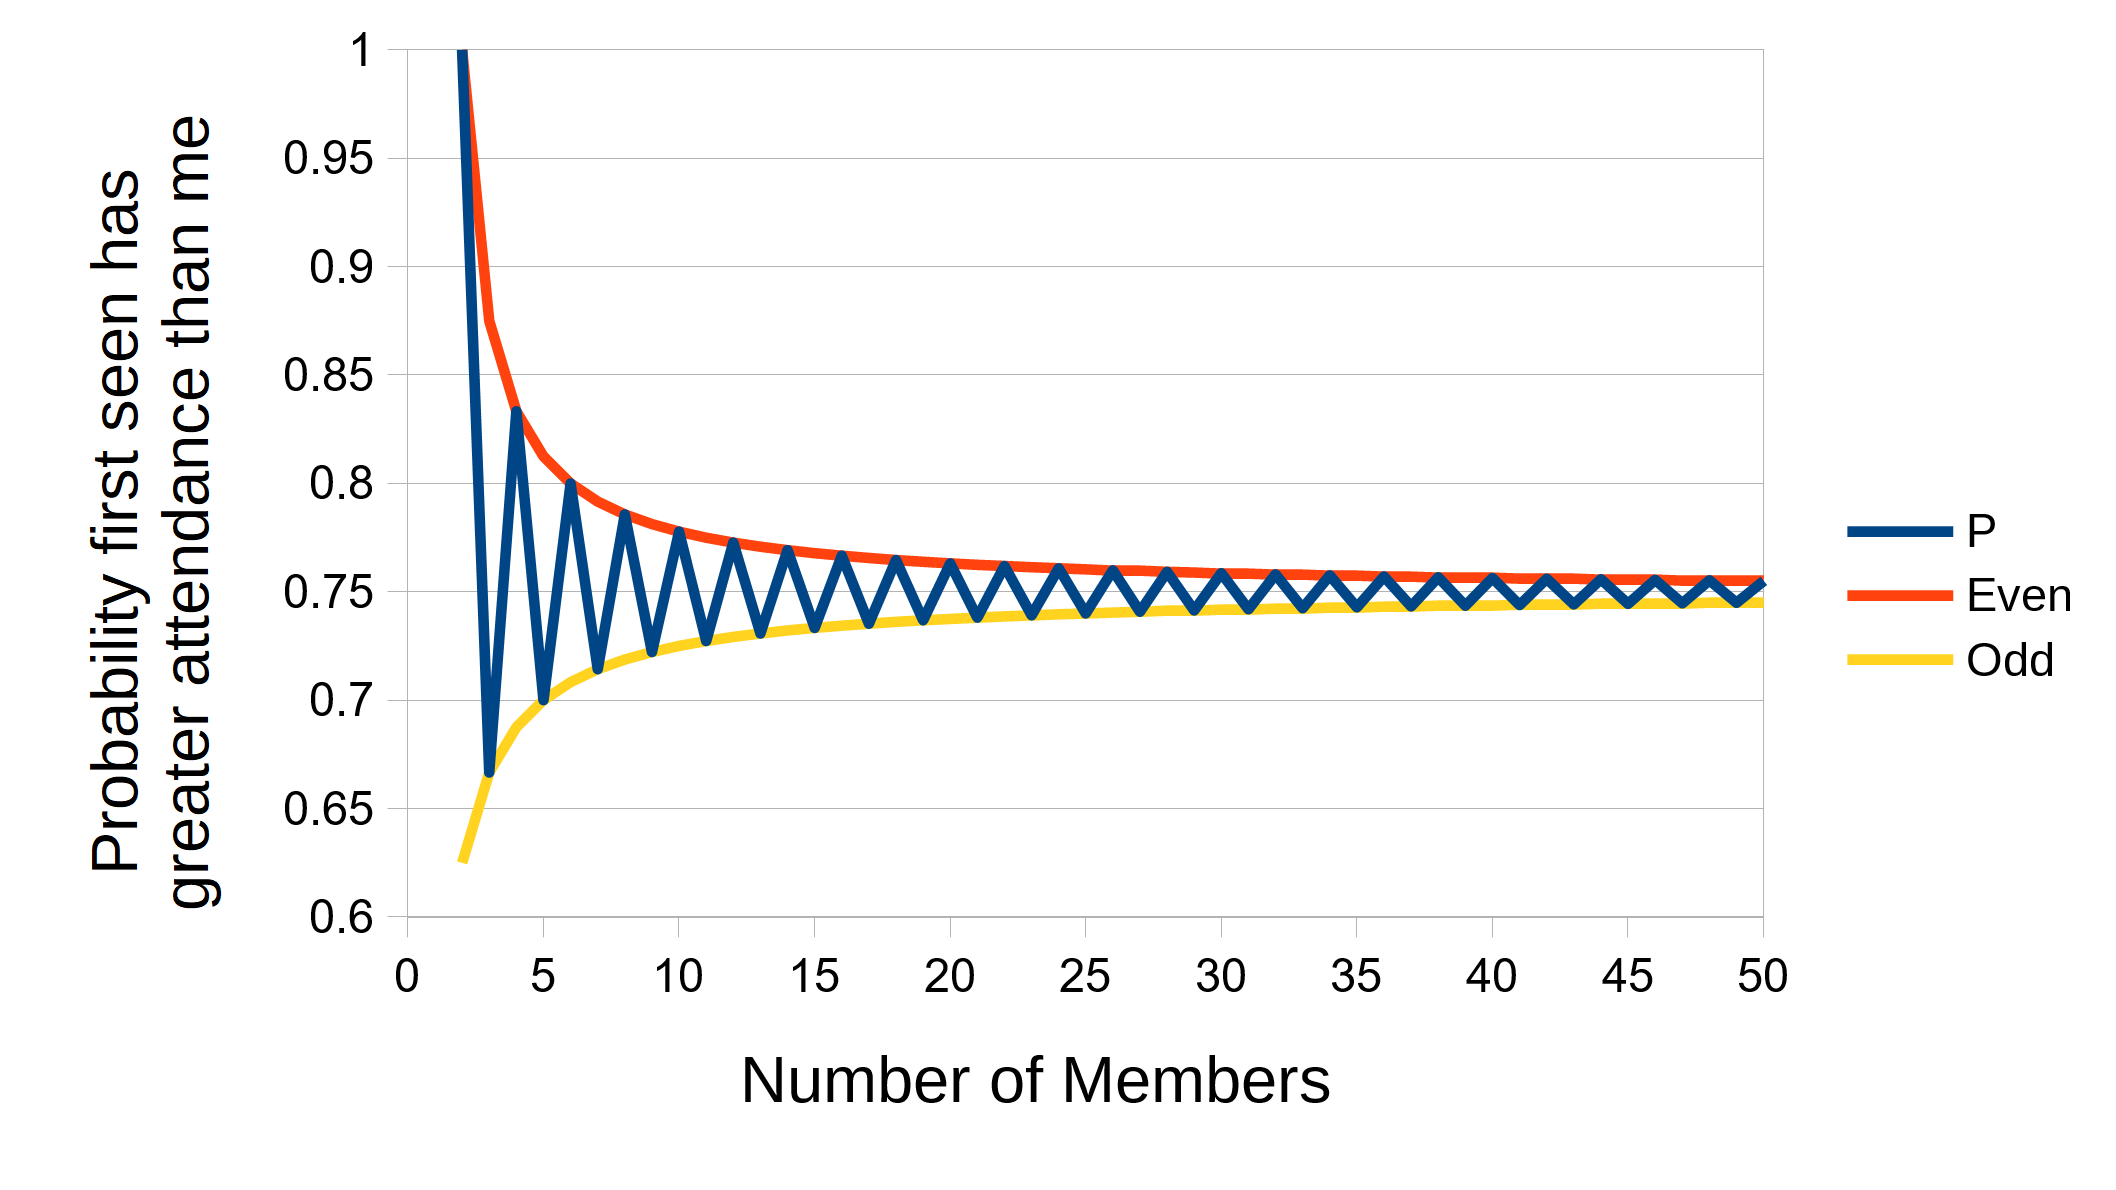 Probability first seen has
greater attendance than me
1
0.95
0.9
0.85
0.8
0.75
0.7
0.65
0.6
0 5 10 15 20 25 30 35 40 45 50
Number of Members
P
Even
Odd